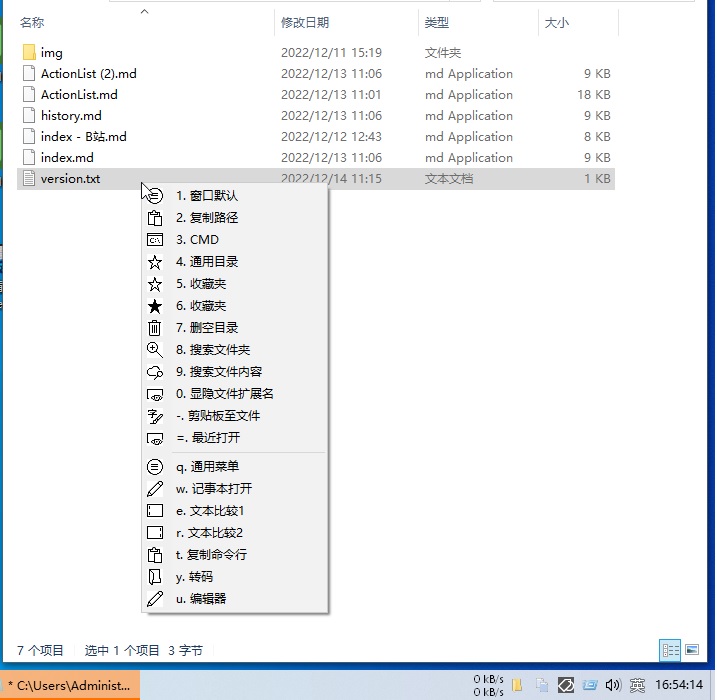 名称 修改日期 类型 大小
img 2022/12/11 15:19 文件夹
ActionList (2).md 2022/12/13 11:06 md Application 9 KB
ActionList.md 2022/12/13 11:01 md Application 18 KB
history.md 2022/12/13 11:06 md Application 9 KB
index - B站.md 2022/12/12 12:43 md Application 8 KB
index.md 2022/12/13 11:06 md Application 9 KB
version.txt 2022/12/14 11:15 文本文档 1 KB
1. 窗口默认
2. 复制路径
C:\ 3. CMD
4. 通用目录
5. 收藏夹
6. 收藏夹
7. 删空目录
8. 搜索文件夹
9. 搜索文件内容
0. 显隐文件扩展名
-. 剪贴板至文件
=. 最近打开
q. 通用菜单
w. 记事本打开
e. 文本比较1
r. 文本比较2
t. 复制命令行
y. 转码
u. 编辑器
7 个项目 选中 1 个项目 3 字节
* C:\Users\Administ... 0 kB/s
0 kB/s 英 16:54:14